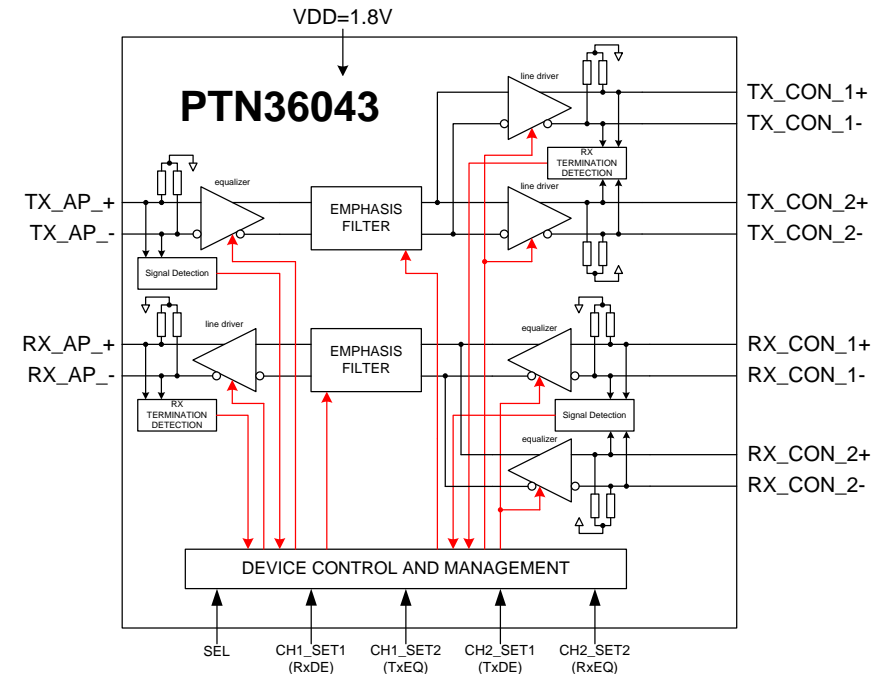 VDD=1.8V
PTN36043
line driver
TX_CON_1+
TX_CON_1-
RX
TERMINATION
DETECTION
equalizer
line driver
TX_AP_+
TX_AP_-
EMPHASIS
FILTER
TX_CON_2+
TX_CON_2-
Signal Detection
line driver
equalizer
RX_AP_+
RX_AP_-
EMPHASIS
FILTER
RX_CON_1+
RX_CON_1-
RX
TERMINATION
DETECTION
Signal Detection
equalizer
RX_CON_2+
RX_CON_2-
DEVICE CONTROL AND MANAGEMENT
SEL
CH1_SET1
(RxDE)
CH1_SET2
(TxEQ)
CH2_SET1
(TxDE)
CH2_SET2
(RxEQ)